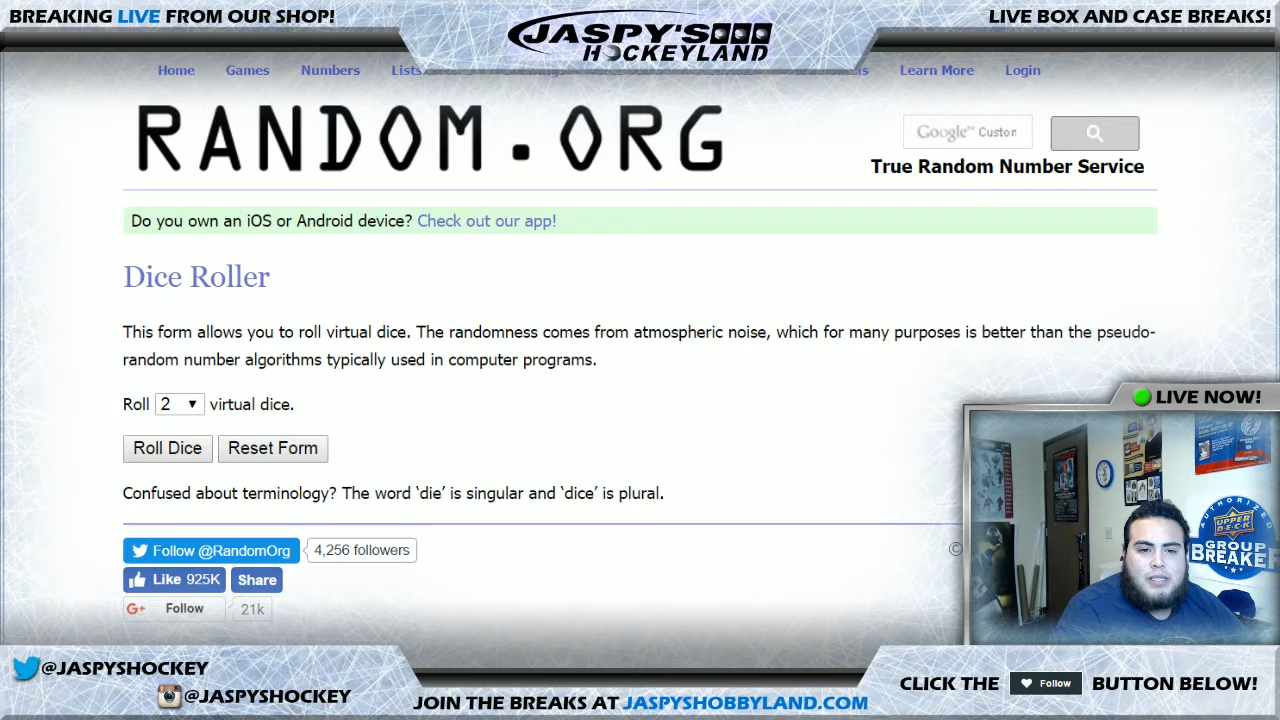 BREAKING LIVE FROM OUR SHOP!
JASPY'S
HOCKEYLAND
LIVE BOX AND CASE BREAKS!
Home Games Numbers Lists Learn More Login
RANDOM.ORG
Google™ Custom
True Random Number Service
Do you own an iOS or Android device? Check out our app!
Dice Roller
This form allows you to roll virtual dice. The randomness comes from atmospheric noise, which for many purposes is better than the pseudo-
random number algorithms typically used in computer programs.
Roll 2 virtual dice.
Roll Dice Reset Form
Confused about terminology? The word ‘die’ is singular and ‘dice’ is plural.
Follow @RandomOrg 4,256 followers
©
Like 925K Share
G+ Follow 21k
LIVE NOW!
AUTHORIZED
UPPER DECK
GROUP
BREAKER
@JASPYSHOCKEY
@JASPYSHOCKEY
JOIN THE BREAKS AT JASPYSHOBBYLAND.COM
CLICK THE Follow BUTTON BELOW!